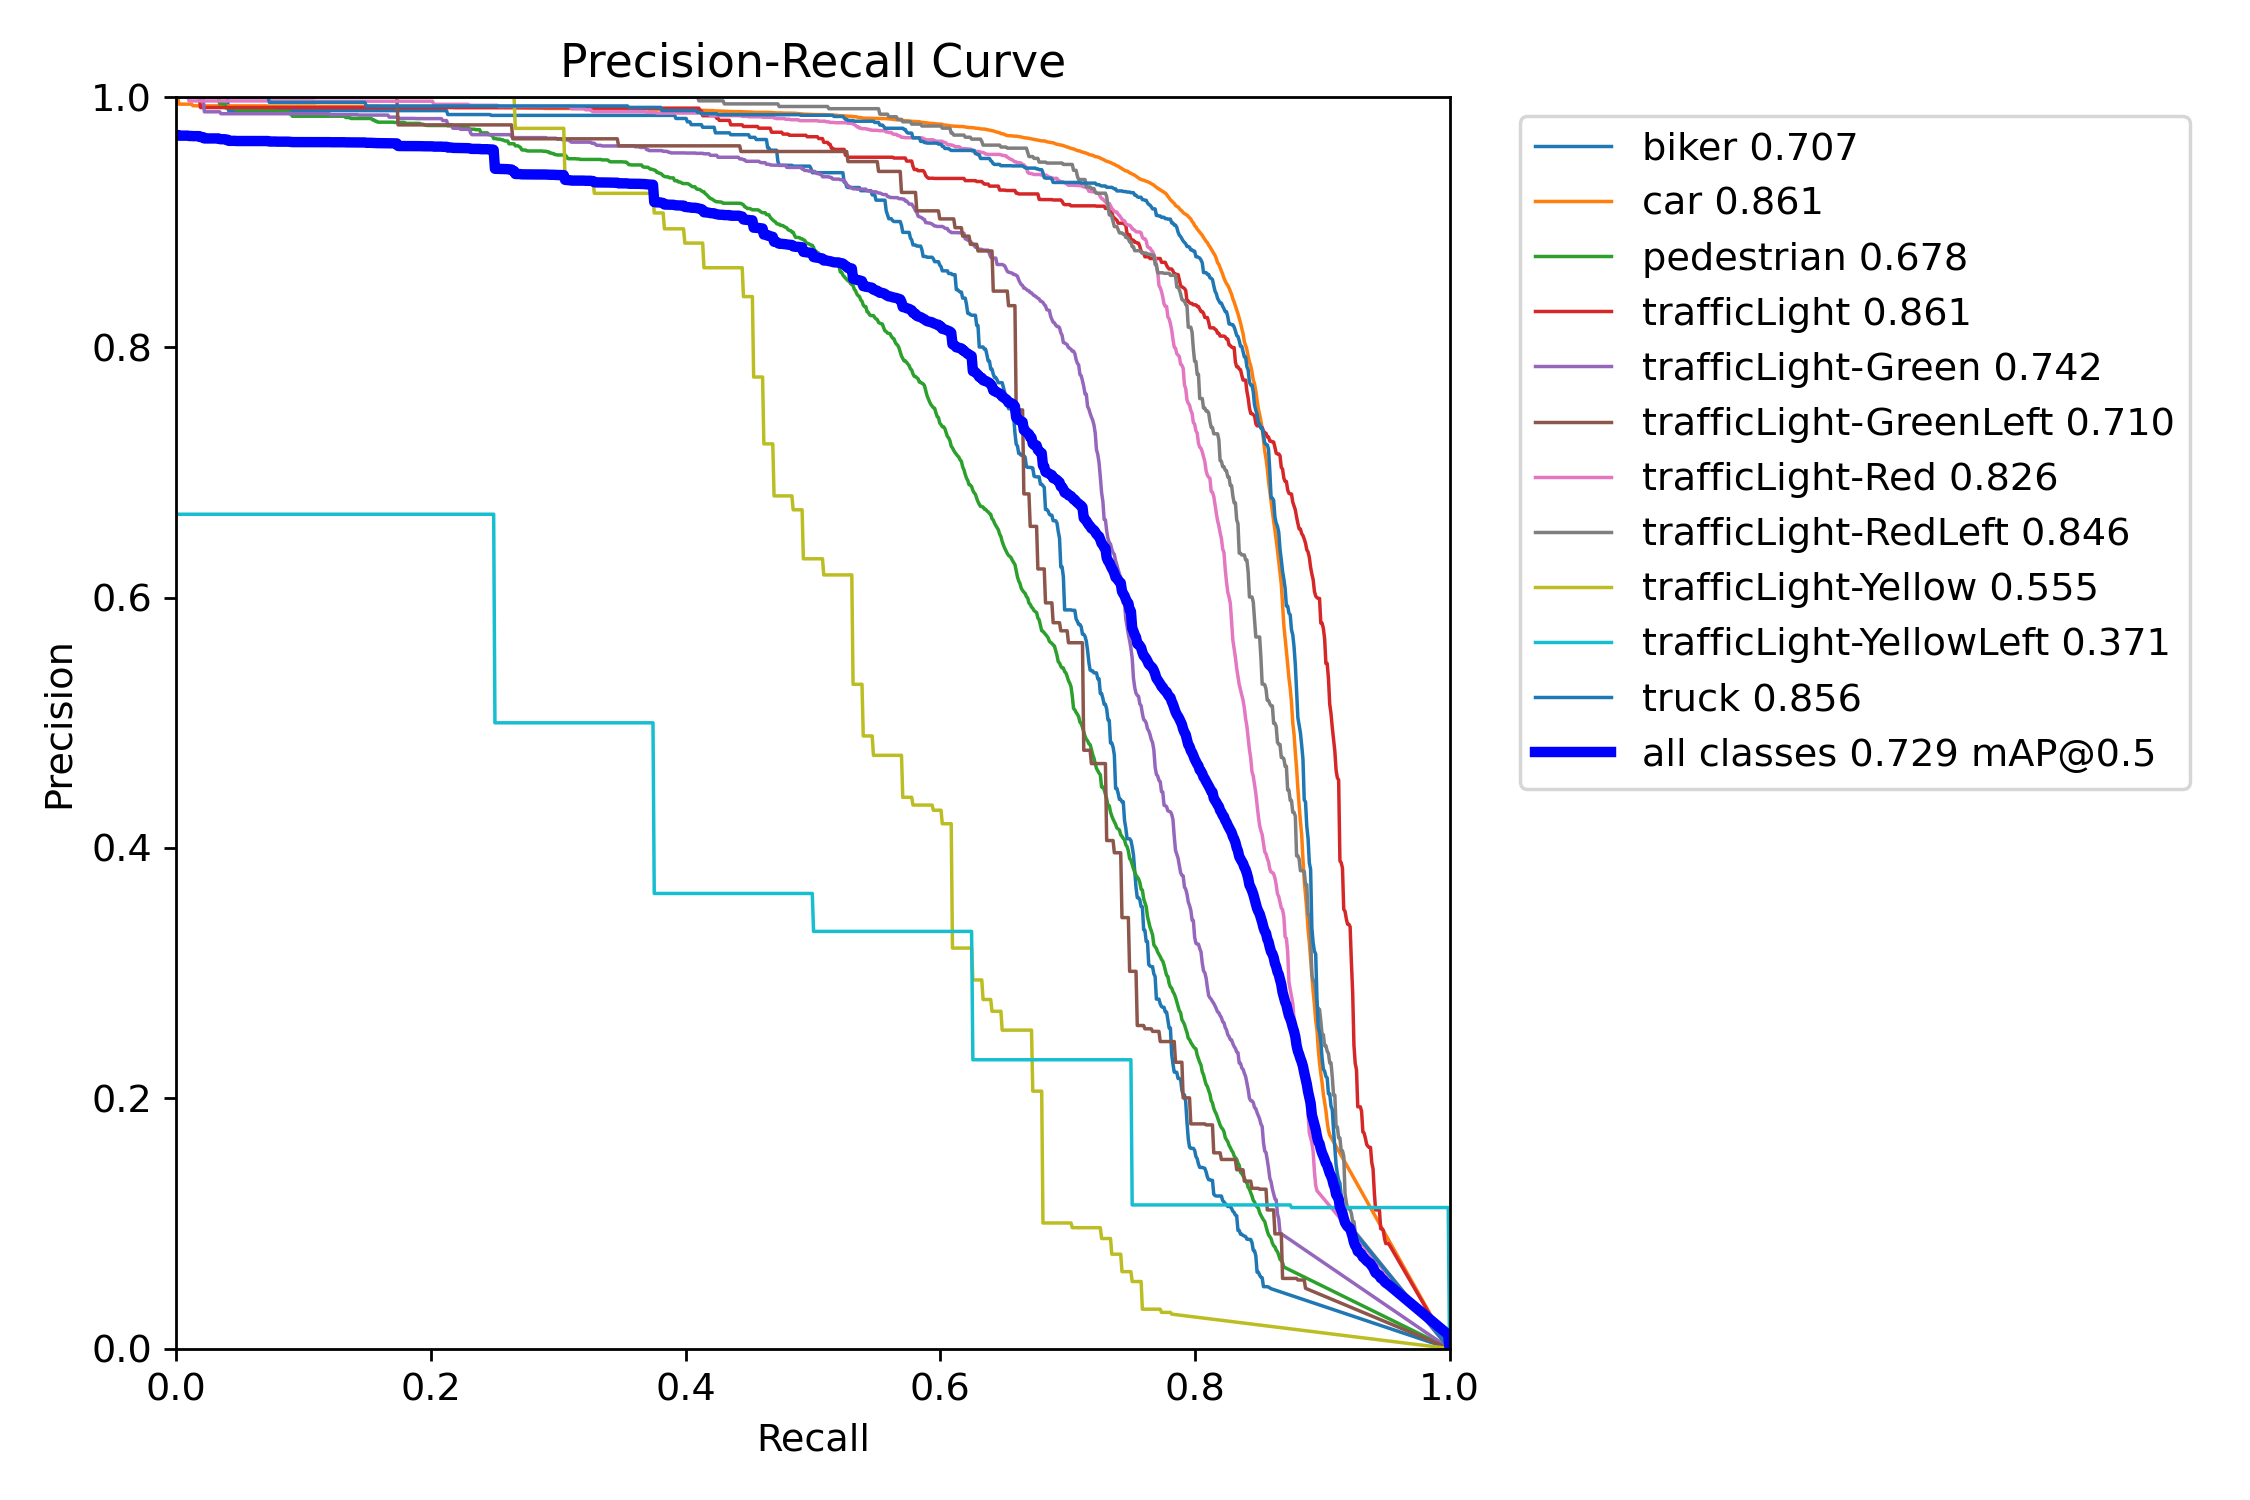 Precision-Recall Curve
1.0
0.8
0.6
0.4
0.2
0.0
Precision
0.0 0.2 0.4 0.6 0.8 1.0
Recall
biker 0.707
car 0.861
pedestrian 0.678
trafficLight 0.861
trafficLight-Green 0.742
trafficLight-GreenLeft 0.710
trafficLight-Red 0.826
trafficLight-RedLeft 0.846
trafficLight-Yellow 0.555
trafficLight-YellowLeft 0.371
truck 0.856
all classes 0.729 mAP@0.5